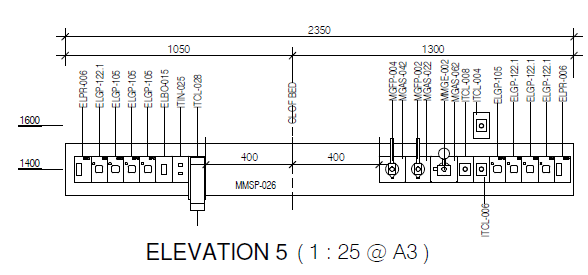 2350
1050
1300
ELPR-006
ELGP-122.1
ELGP-105
ELGP-105
ELGP-105
ELBO-015
ITIN-025
ITCL-028
CL OF BED
MGFP-004
MGAS-042
MGFP-002
MGAS-022
MMGE-002
MGAS-062
ITCL-008
ITCL-004
ELGP-105
ELGP-122.1
ELGP-122.1
ELGP-122.1
ELPR-006
1600
1400
400
400
MMSP-026
ITCL-006
ELEVATION 5 ( 1 : 25 @ A3 )